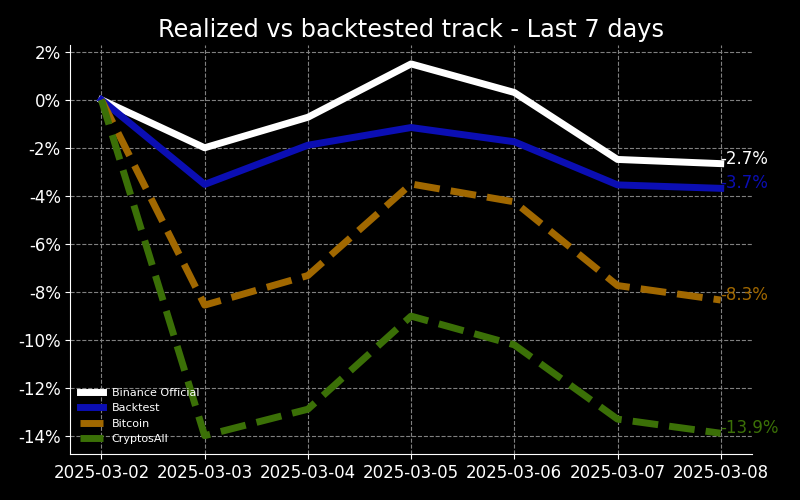 Realized vs backtested track - Last 7 days
2%
0%
-2%
-4%
-6%
-8%
-10%
-12%
-14%
-2.7%
-3.7%
-8.3%
-13.9%
Binance Official
Backtest
Bitcoin
CryptosAll
2025-03-02 2025-03-03 2025-03-04 2025-03-05 2025-03-06 2025-03-07 2025-03-08